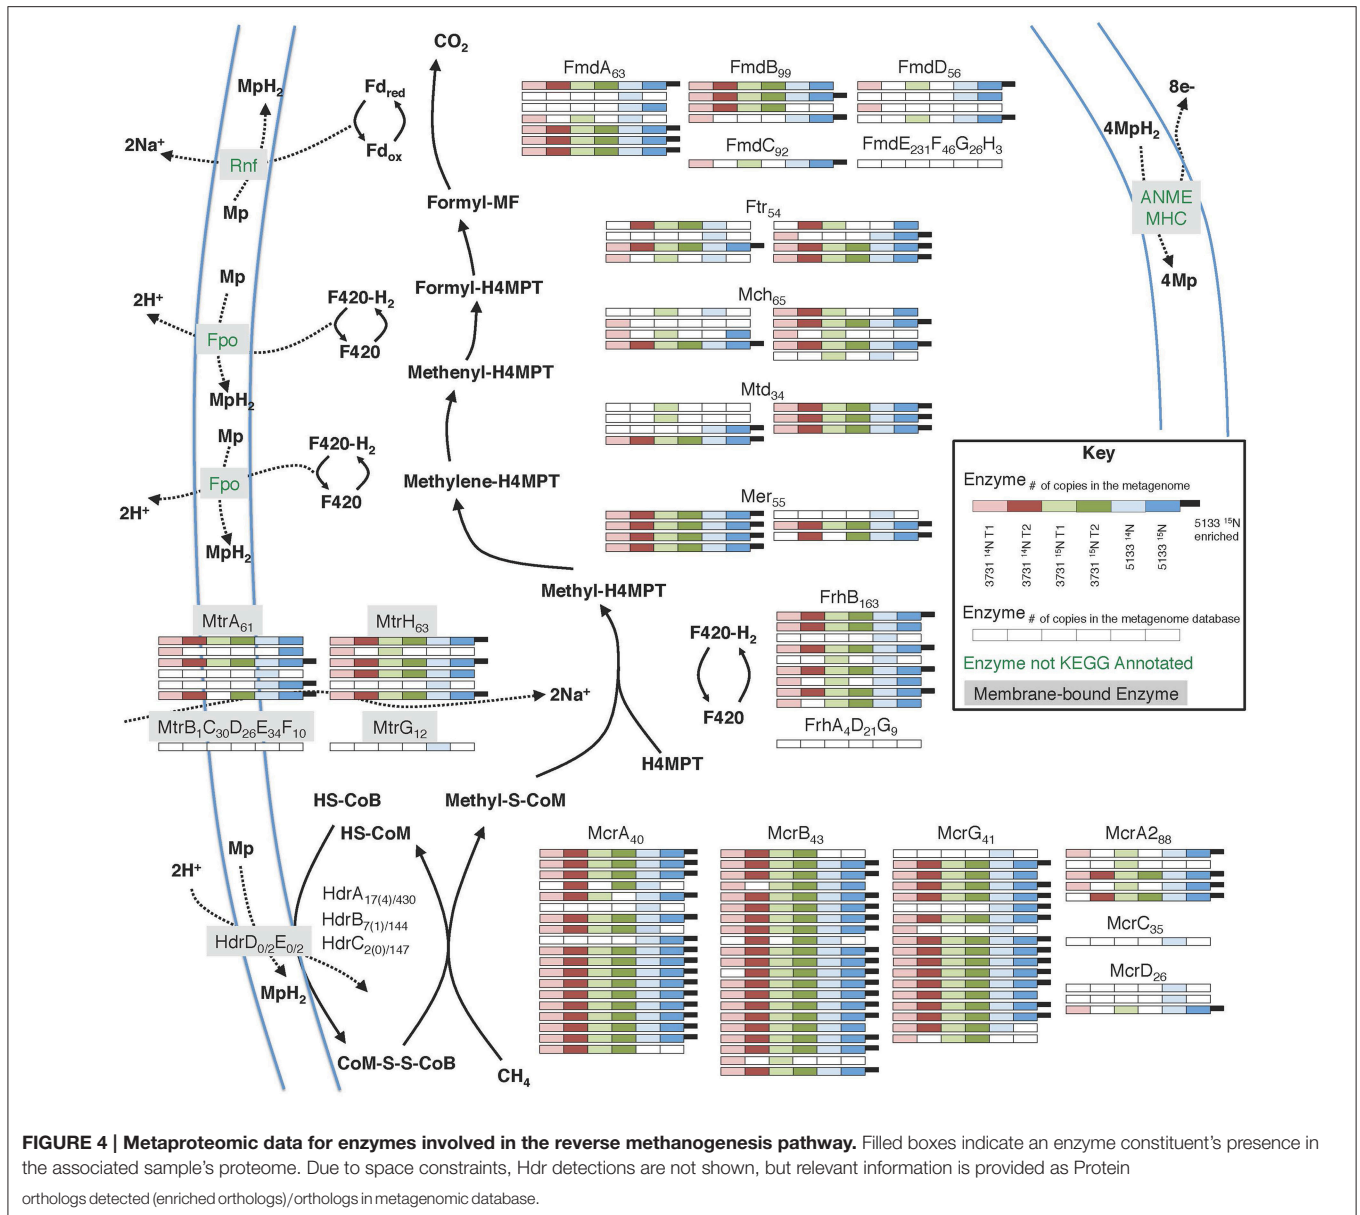 CO2
MpH2
Fdred
Fdox
2Na+
Rnf
Mp
Formyl-MF
FmdA63
FmdB99
FmdD56
FmdC92
FmdE231F46G26H3
8e-
4MpH2
ANME
MHC
4Mp
Ftr54
Mp
2H+
F420-H2
Fpo
F420
MpH2
Formyl-H4MPT
Mch65
Methenyl-H4MPT
Mtd34
Mp
F420-H2
Fpo
F420
2H+
MpH2
Methylene-H4MPT
Mer55
Key
Enzyme # of copies in the metagenome
3731 14N T1
3731 14N T2
3731 15N T1
3731 15N T2
5133 14N
5133 15N
5133 15N
enriched
Enzyme # of copies in the metagenome database
Enzyme not KEGG Annotated
Membrane-bound Enzyme
Methyl-H4MPT
MtrA61
MtrH63
2Na+
MtrB1C30D26E34F10
MtrG12
F420-H2
F420
FrhB163
FrhA4D21G9
H4MPT
HS-CoB
HS-CoM
Methyl-S-CoM
Mp
2H+
HdrA17(4)/430
HdrB7(1)/144
HdrC2(0)/147
HdrD0/2E0/2
MpH2
CoM-S-S-CoB
CH4
McrA40
McrB43
McrG41
McrA288
McrC35
McrD26
FIGURE 4 | Metaproteomic data for enzymes involved in the reverse methanogenesis pathway. Filled boxes indicate an enzyme constituent's presence in
the associated sample's proteome. Due to space constraints, Hdr detections are not shown, but relevant information is provided as Protein
orthologs detected (enriched orthologs)/orthologs in metagenomic database.